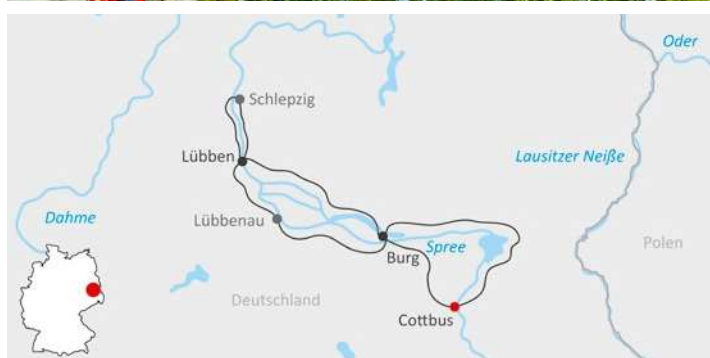 Oder
Schlepzig
Lübben
Lausitzer Neiße
Dahme
Lübbenau
Spree
Polen
Burg
Deutschland
Cottbus